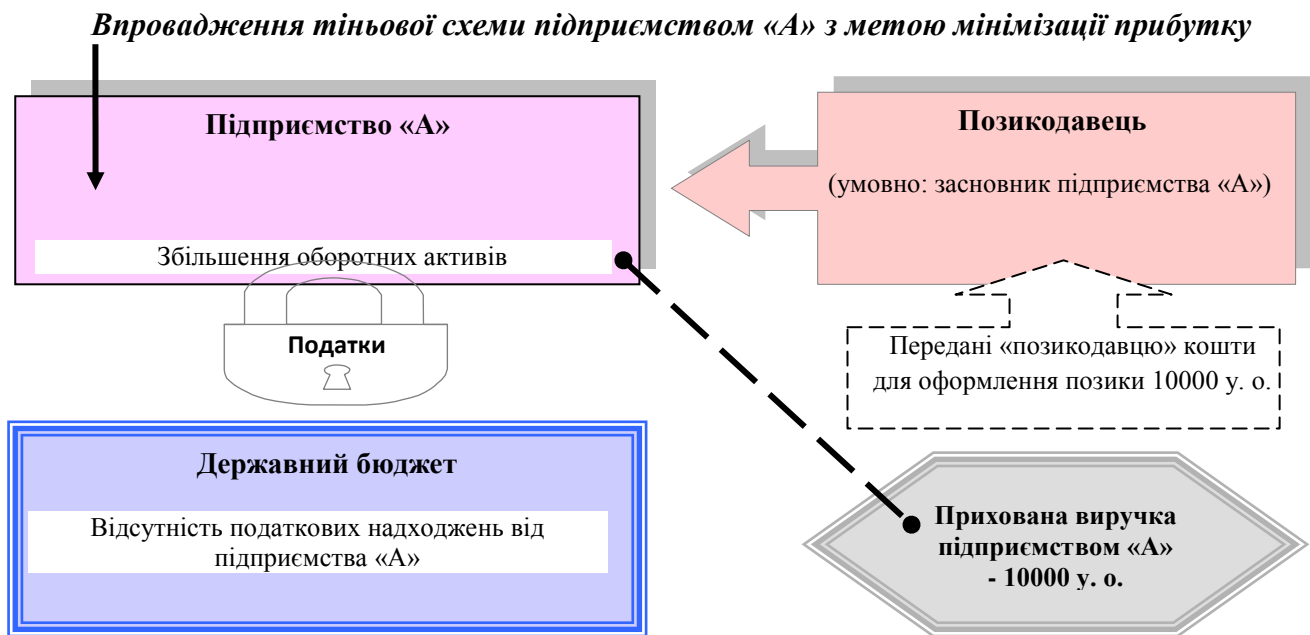 Впровадження тіньової схеми підприємством «А» з метою мінімізації прибутку
Підприємство «А»
Збільшення оборотних активів
Позикодавець
(умовно: засновник підприємства «А»)
Податки
Передані «позикодавцю» кошти
для оформлення позики 10000 у. о.
Державний бюджет
Відсутність податкових надходжень від
підприємства «А»
Прихована виручка
підприємством «А»
- 10000 у. о.